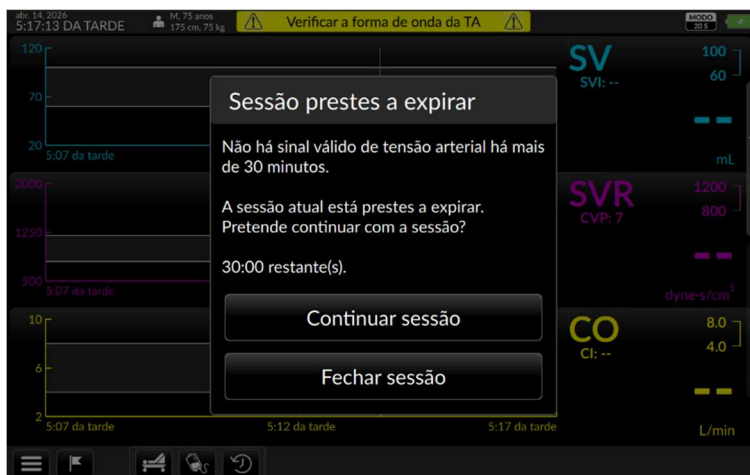 abr. 14, 2026
5:17:13 DA TARDE
M, 75 anos
175 cm, 75 kg
Verificar a forma de onda da TA
MODO
20 S
120
70
20
5:07 da tarde
SV
SVI: --
100
60
--
mL
Sessão prestes a expirar
Não há sinal válido de tensão arterial há mais
de 30 minutos.
A sessão atual está prestes a expirar.
Pretende continuar com a sessão?
30:00 restante(s).
Continuar sessão
Fechar sessão
2000
1250
500
5:07 da tarde
SVR
CVP: 7
1200
800
--
dyne-s/cm⁵
10
6
2
5:07 da tarde
5:12 da tarde
5:17 da tarde
CO
CI: --
8.0
4.0
--
L/min